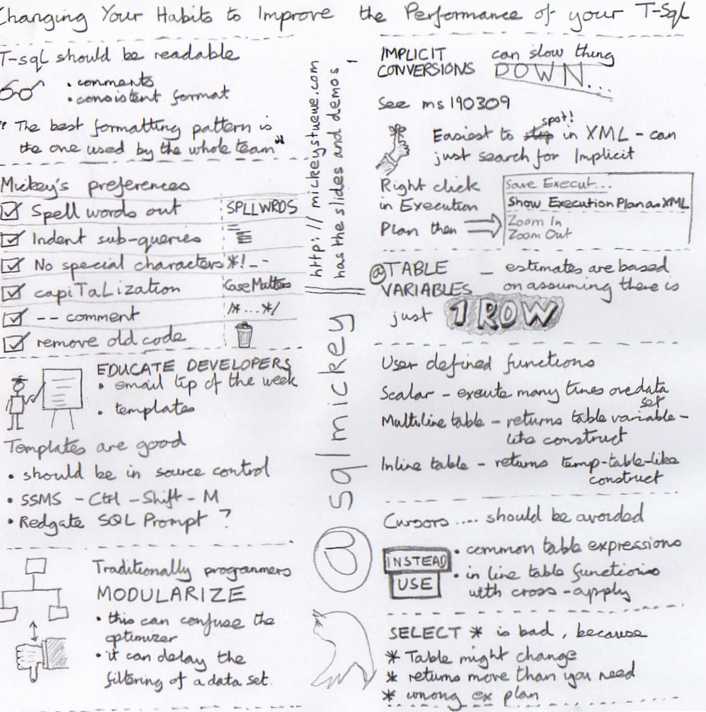 Changing Your Habits to Improve the Performance of your T-SQL
T-SQL should be readable
• comments
• consistent format
"The best formatting pattern is
the one used by the whole team"
Mickey's preferences
Spell words out SPLLWRDS
Indent sub-queries
No special characters *!_-
capiTaLization CaseMatters
-- comment /*...*/
remove old code
EDUCATE DEVELOPERS
• email tip of the week
• templates
Templates are good
• should be in source control
• SSMS - Ctrl - Shift - M
• Redgate SQL Prompt ?
Traditionally programmers
MODULARIZE
• this can confuse the
optimizer
• it can delay the
filtering of a data set.
@sqlmickey
http://mickeystuewe.com
has the slides and demos!
IMPLICIT
CONVERSIONS
can slow thing
DOWN...
See ms190309
spot!
Easiest to stop in XML - can
just search for Implicit
Right click
in Execution
Plan then
Save Execut...
Show Execution Plan as XML
Zoom In
Zoom Out
@TABLE
VARIABLES
- estimates are based
on assuming there is
just 1 ROW
User defined functions
Scalar - execute many times over data
set
Multiline table - returns table variable-
like construct
Inline table - returns temp-table-like
construct
Cursors .... should be avoided
INSTEAD
USE
• common table expressions
• in line table functions
with cross-apply
SELECT * is bad, because
* Table might change
* returns more than you need
* wrong ex plan